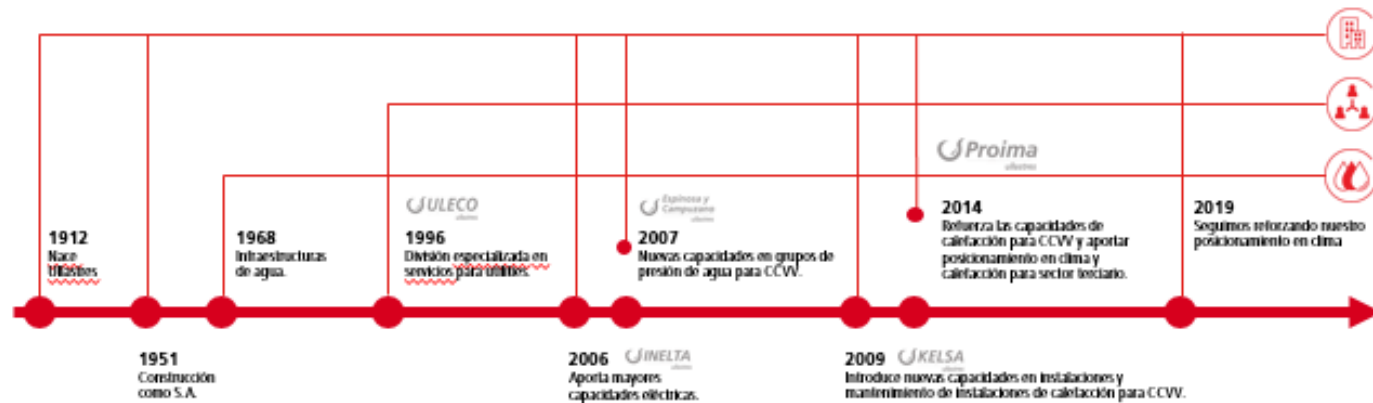 Proima
ULECO
Espinosa y
Campuzano
1912
Nace
Ullastres
1968
Infraestructuras
de agua.
1996
División especializada en
servicios para utilities.
2007
Nuevas capacidades en grupos de
presión de agua para CCVV.
2014
Refuerza las capacidades de
calefacción para CCVV y aportar
posicionamiento en clima y
calefacción para sector terciario.
2019
Seguimos reforzando nuestro
posicionamiento en clima
1951
Construcción
como S.A.
2006 INELTA
Aporta mayores
capacidades eléctricas.
2009 KELSA
Introduce nuevas capacidades en instalaciones y
mantenimiento de instalaciones de calefacción para CCVV.